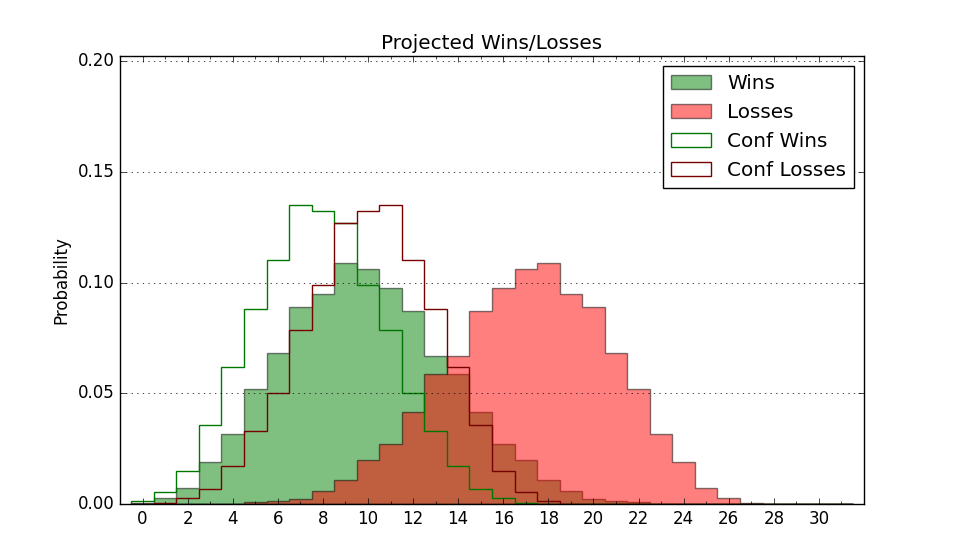 Projected Wins/Losses
0.20
0.15
0.10
0.05
0.00
Probability
Wins
Losses
Conf Wins
Conf Losses
0 2 4 6 8 10 12 14 16 18 20 22 24 26 28 30